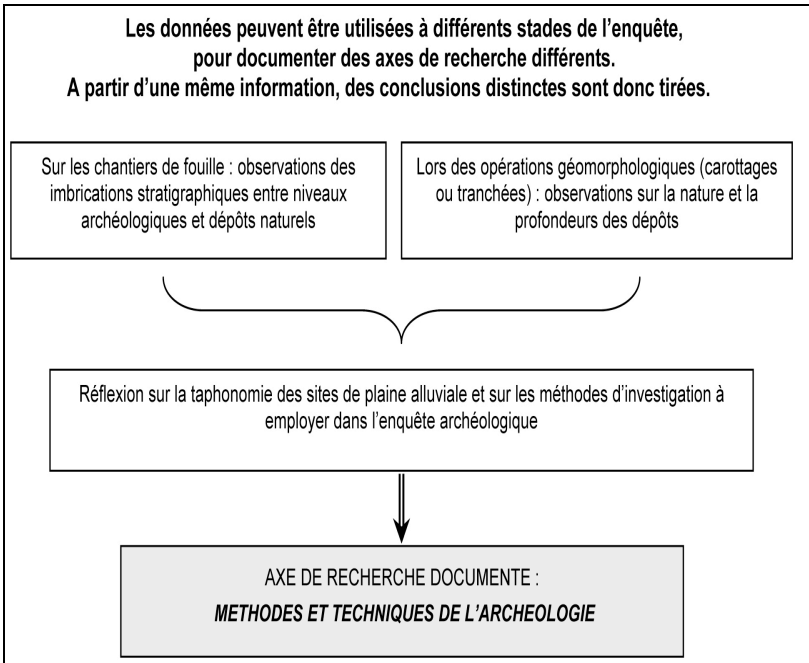 Les données peuvent être utilisées à différents stades de l'enquête,
pour documenter des axes de recherche différents.
A partir d'une même information, des conclusions distinctes sont donc tirées.
Sur les chantiers de fouille : observations des
imbrications stratigraphiques entre niveaux
archéologiques et dépôts naturels
Lors des opérations géomorphologiques (carottages
ou tranchées) : observations sur la nature et la
profondeurs des dépôts
Réflexion sur la taphonomie des sites de plaine alluviale et sur les méthodes d'investigation à
employer dans l'enquête archéologique
AXE DE RECHERCHE DOCUMENTE :
METHODES ET TECHNIQUES DE L'ARCHEOLOGIE